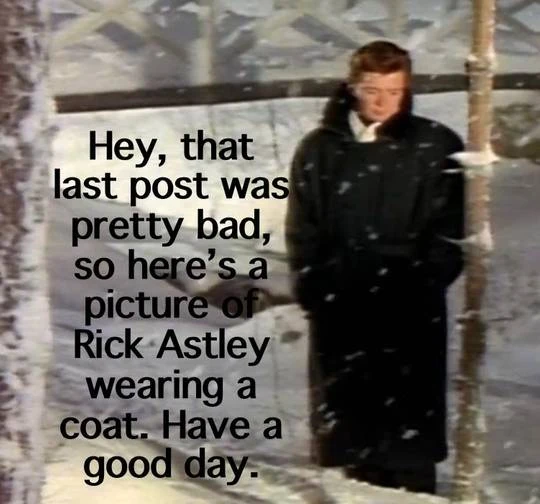 Hey, that
last post was
pretty bad,
so here's a
picture of
Rick Astley
wearing a
coat. Have a
good day.